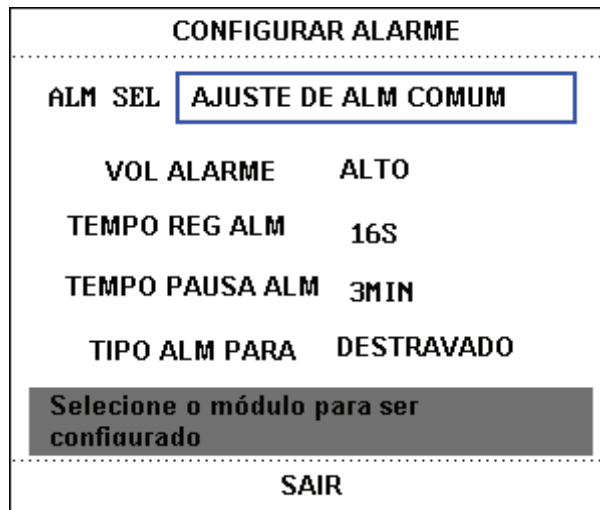 CONFIGURAR ALARME
ALM SEL AJUSTE DE ALM COMUM
VOL ALARME ALTO
TEMPO REG ALM 16S
TEMPO PAUSA ALM 3MIN
TIPO ALM PARA DESTRAVADO
Selecione o módulo para ser
configurado
SAIR